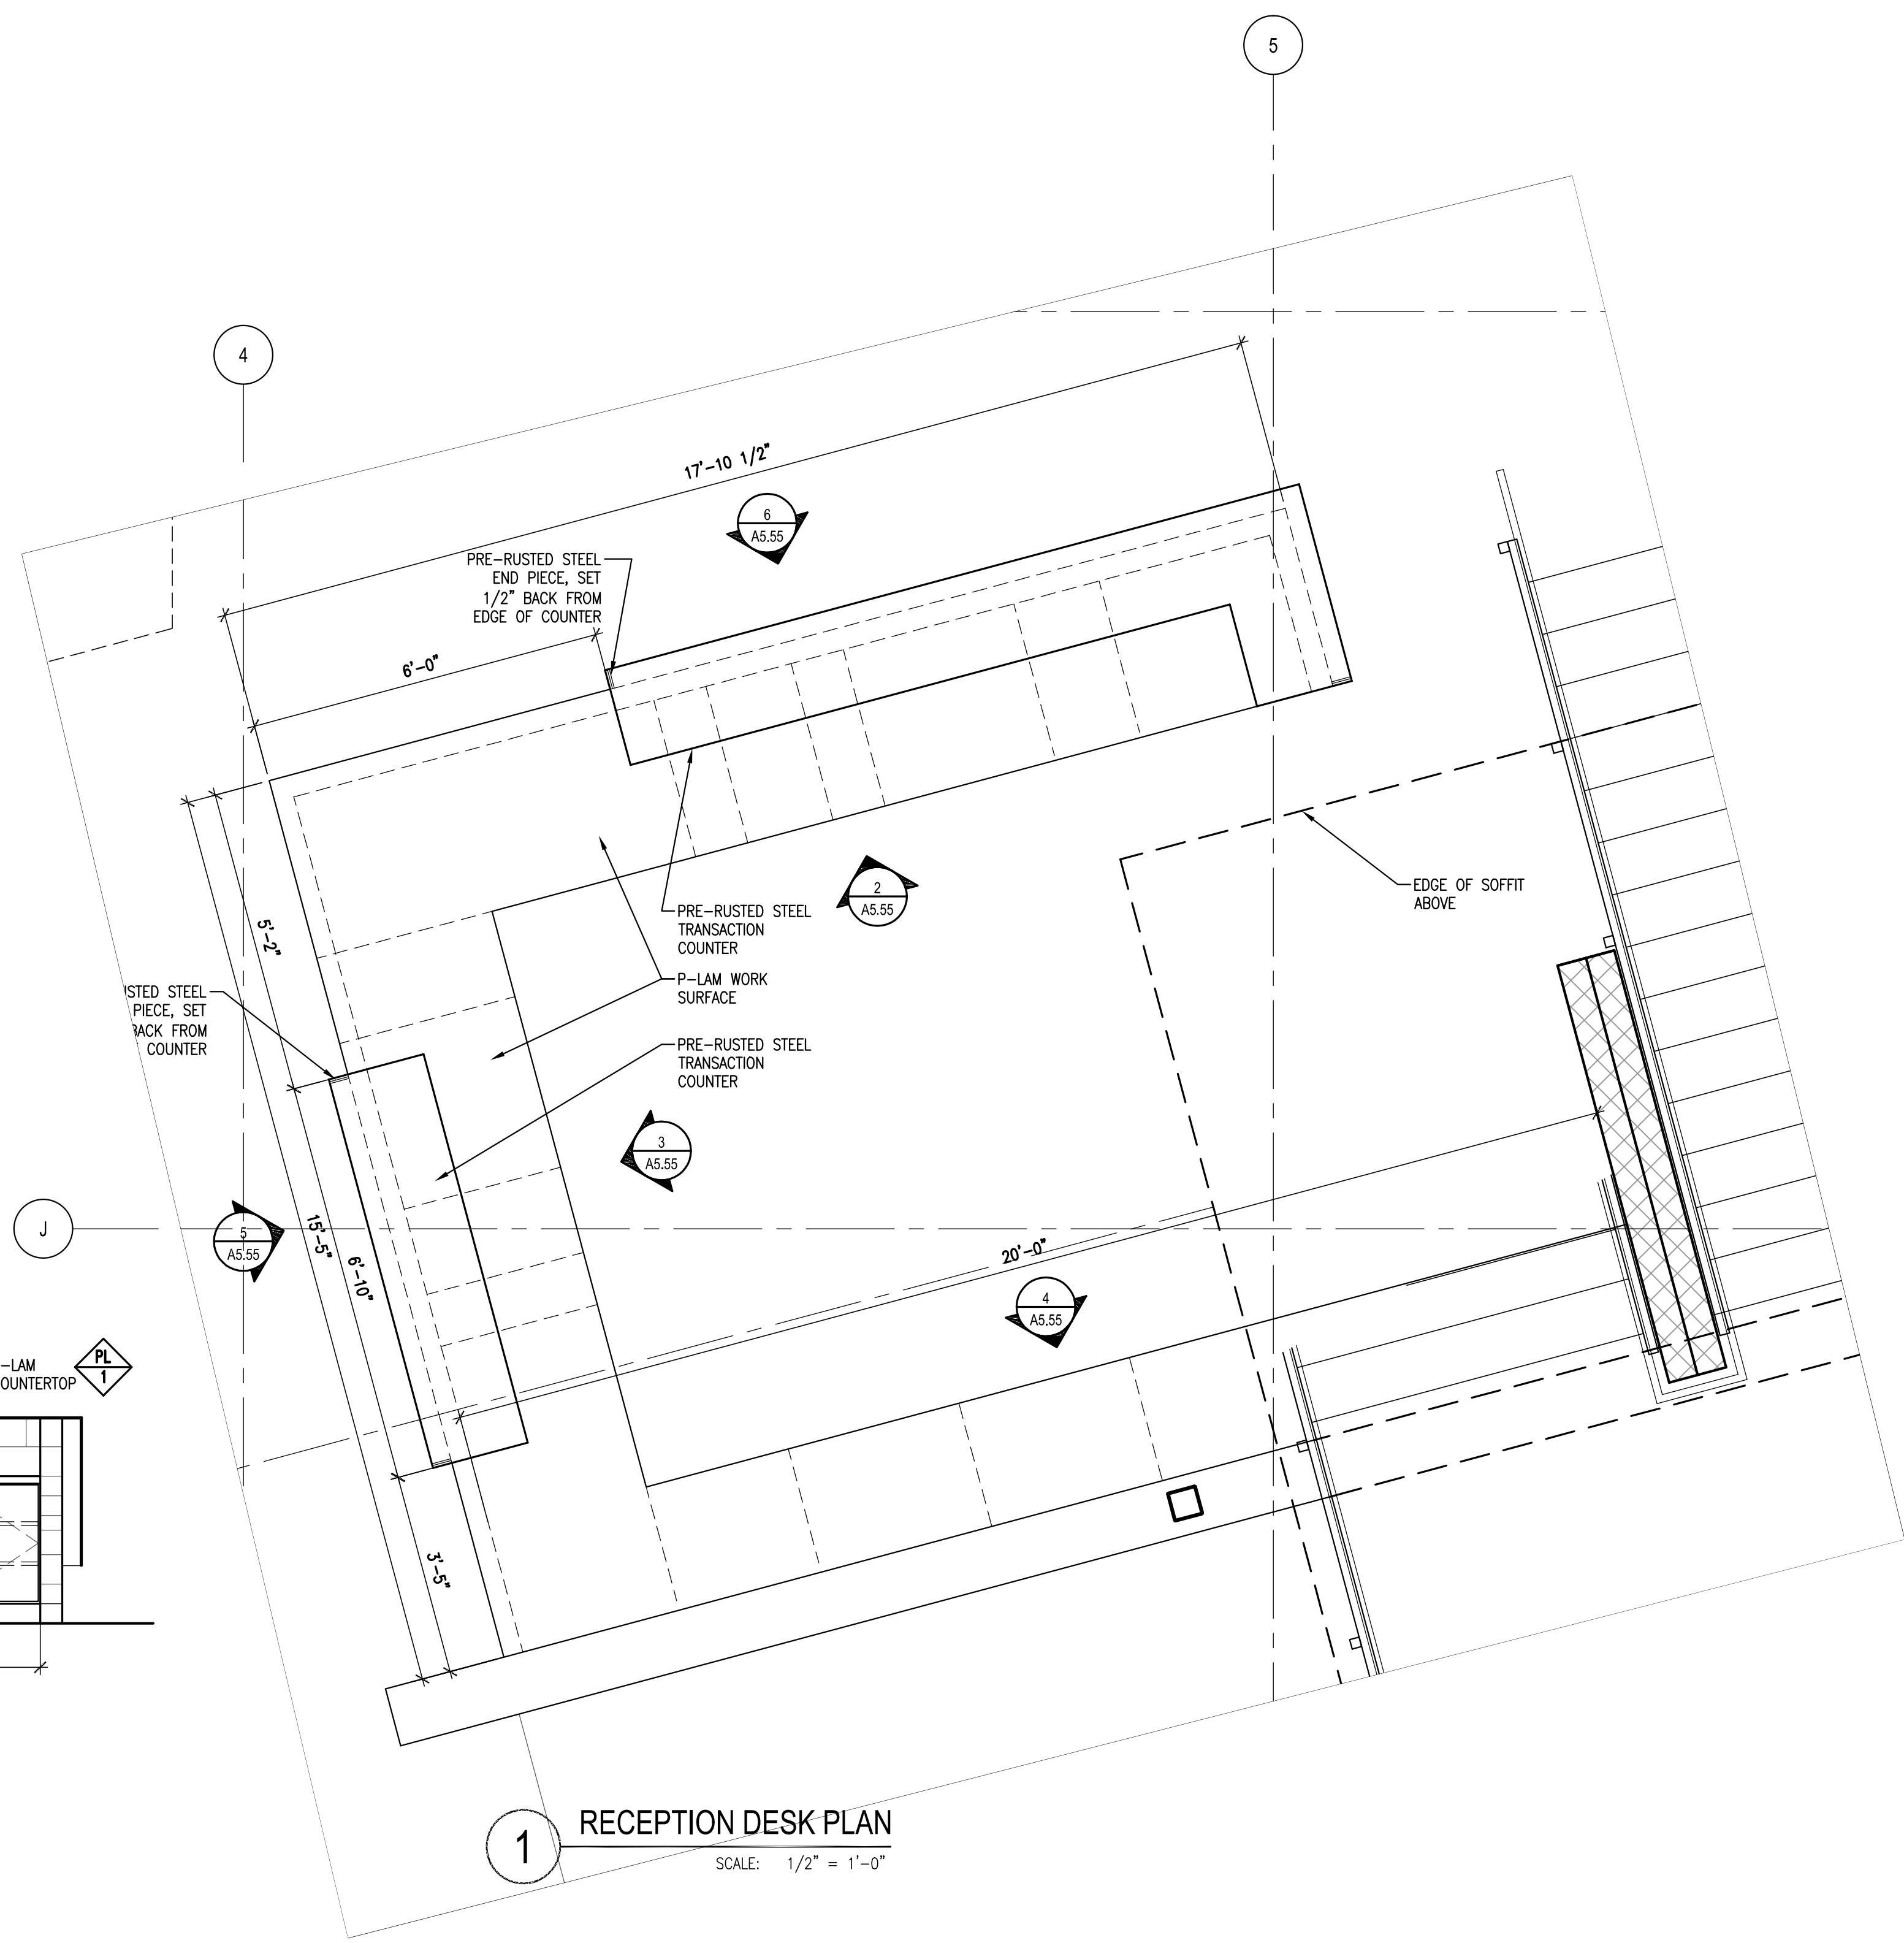 5
4
17'-10 1/2"
6
A5.55
PRE-RUSTED STEEL
END PIECE, SET
1/2" BACK FROM
EDGE OF COUNTER
6'-0"
2
A5.55
EDGE OF SOFFIT
ABOVE
PRE-RUSTED STEEL
TRANSACTION
COUNTER
5'-2"
P-LAM WORK
SURFACE
STEEL
PIECE, SET
FROM
COUNTER
PRE-RUSTED STEEL
TRANSACTION
COUNTER
3
A5.55
J
5
A5.55
15'-5"
6'-10"
20'-0"
4
A5.55
-LAM
OUNTERTOP
PL
1
3'-5"
1
RECEPTION DESK PLAN
SCALE: 1/2" = 1'-0"